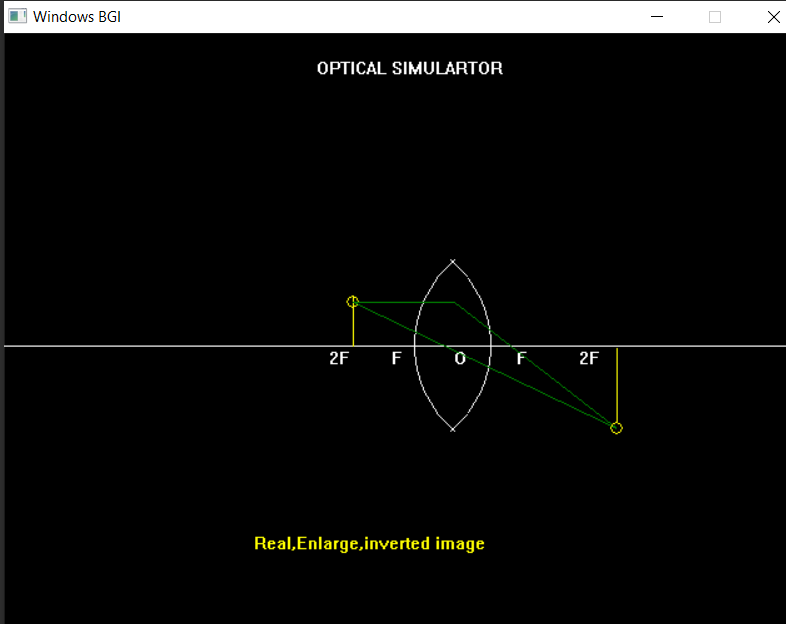 Windows BGI
OPTICAL SIMULARTOR
2F F O F 2F
Real,Enlarge,inverted image